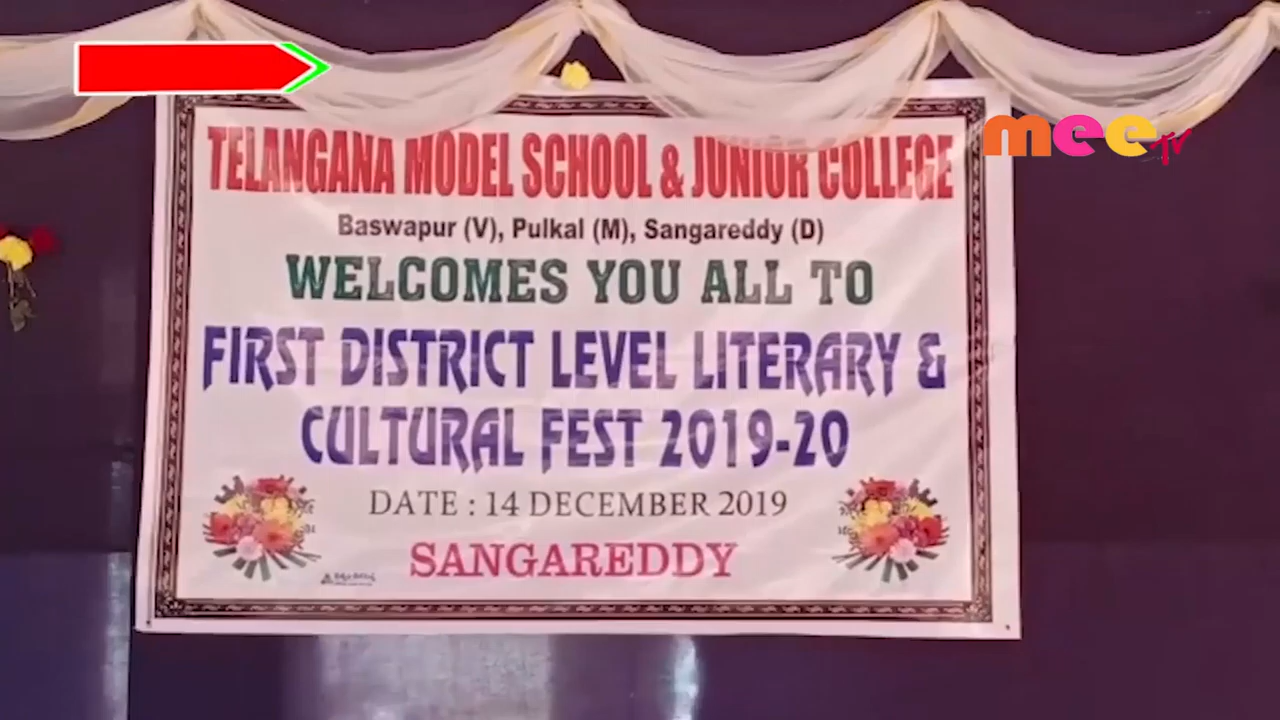 mee TV
TELANGANA MODEL SCHOOL & JUNIOR COLLEGE
Baswapur (V), Pulkal (M), Sangareddy (D)
WELCOMES YOU ALL TO
FIRST DISTRICT LEVEL LITERARY &
CULTURAL FEST 2019-20
DATE : 14 DECEMBER 2019
SANGAREDDY